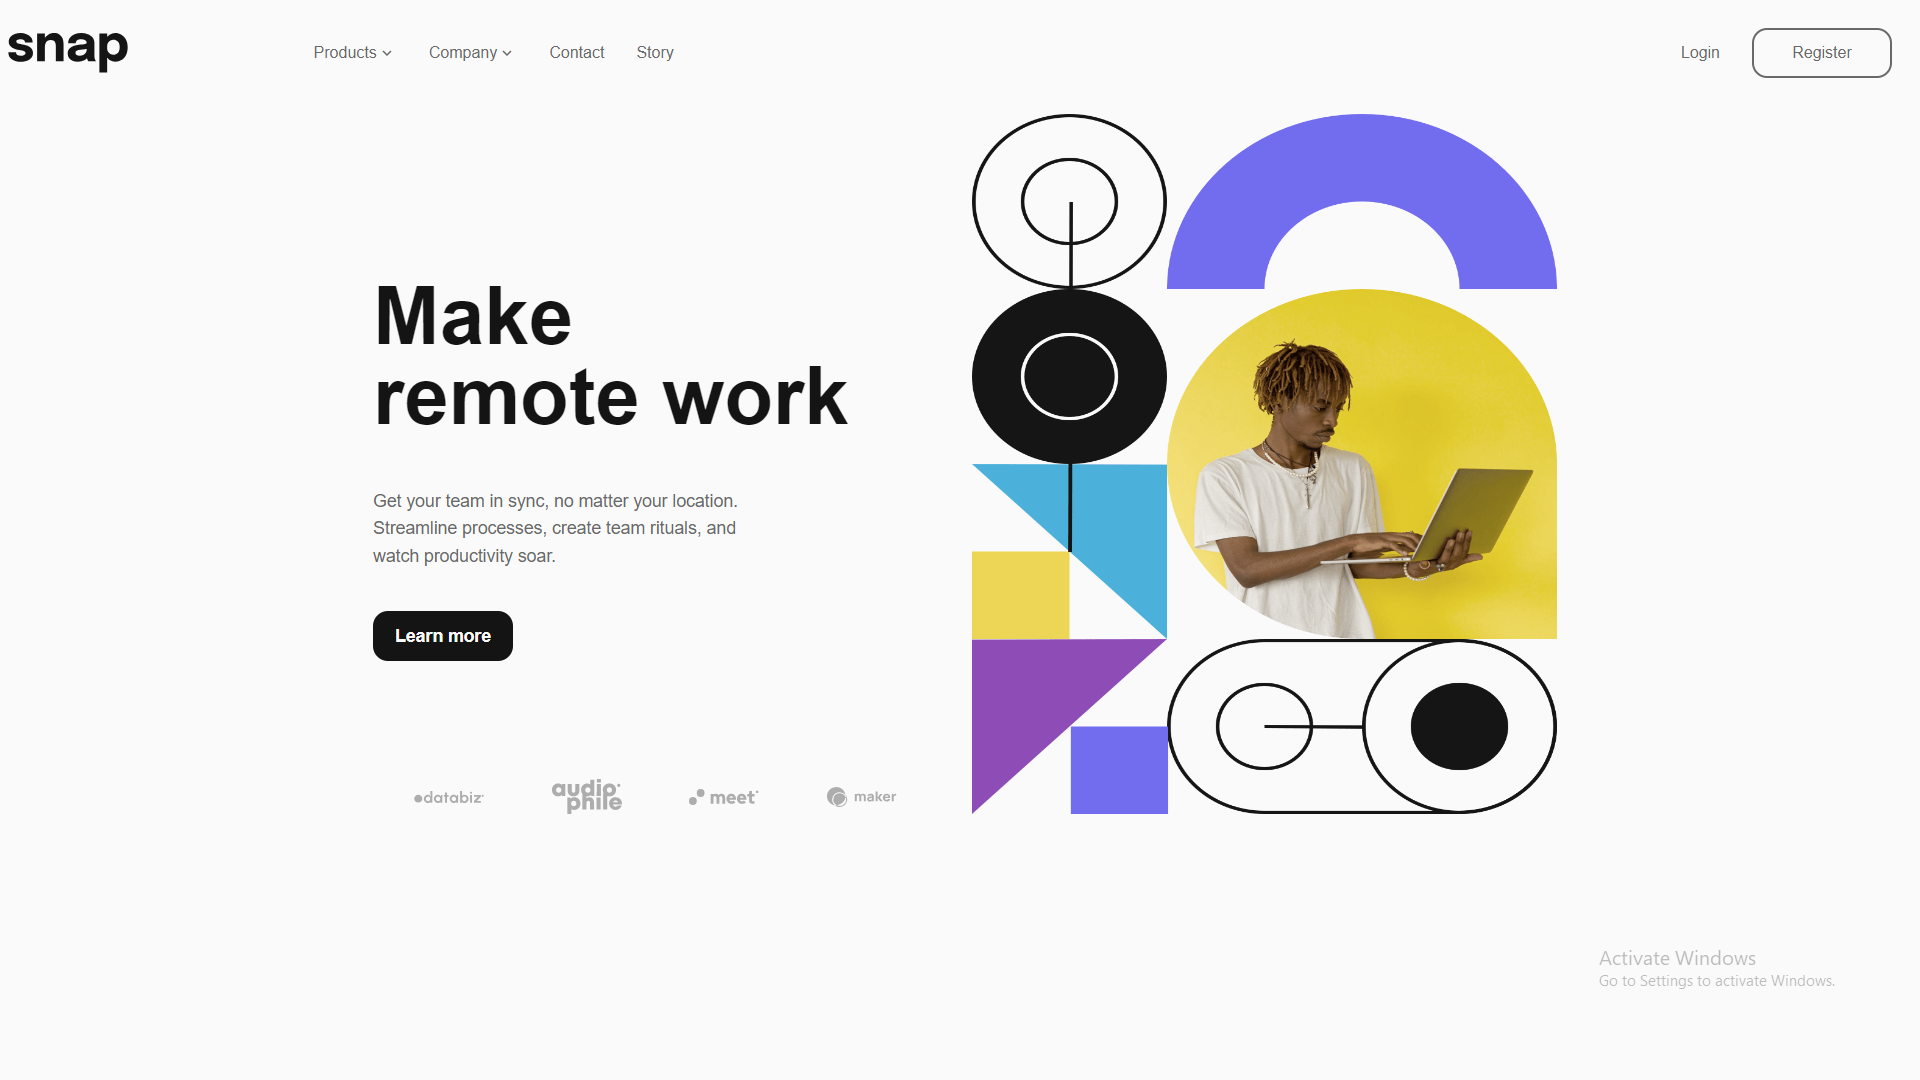 snap
Products
Company
Contact
Story
Login
Register
Make
remote work
Get your team in sync, no matter your location.
Streamline processes, create team rituals, and
watch productivity soar.
Learn more
databiz
audio
phile
meet
maker
Activate Windows
Go to Settings to activate Windows.